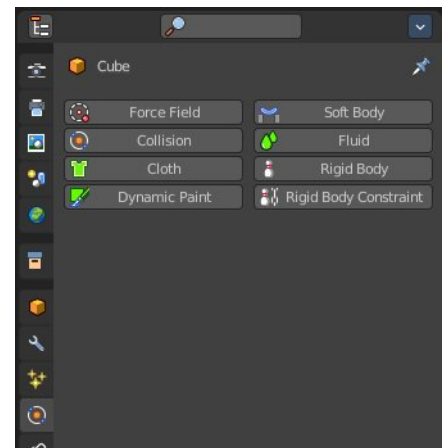 Cube
Force Field Soft Body
Collision Fluid
Cloth Rigid Body
Dynamic Paint Rigid Body Constraint